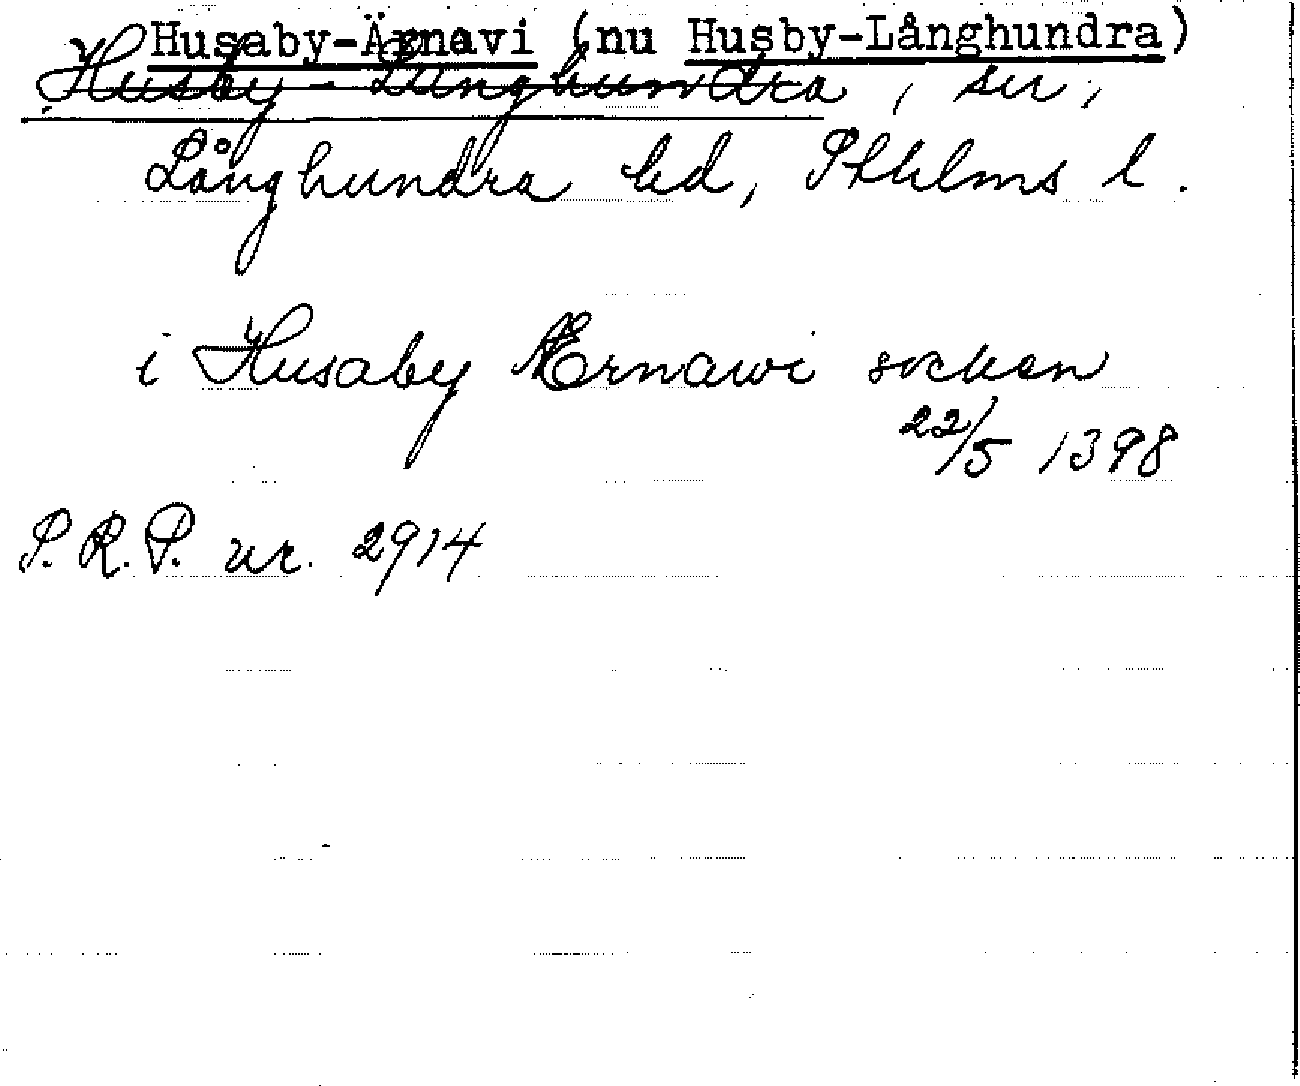 v Husaby-Ärnavi (nu Husby-Långhundra)
Husby-Långhundra, sn,
Långhundra hd, Sthlms l.
i Husaby Ærnawi socken
22/5 1398
P.R.P. nr. 2914